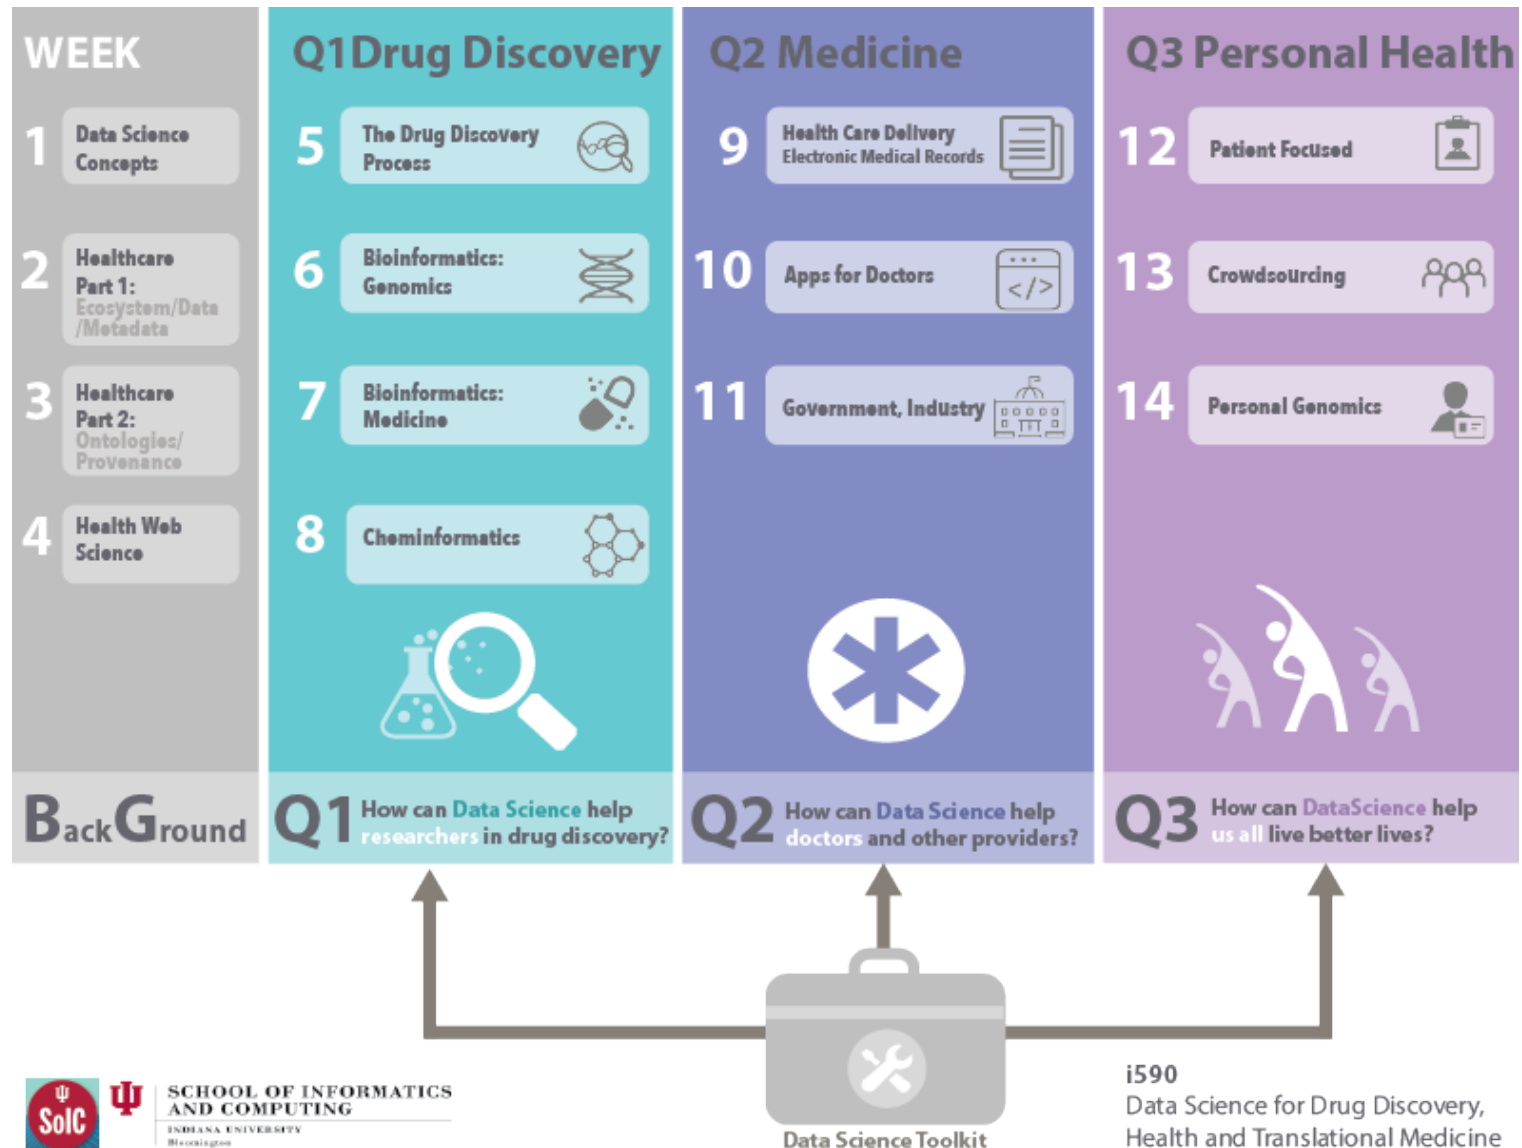 WEEK
1
Data Science
Concepts
2
Healthcare
Part 1:
Ecosystem/Data
/Metadata
3
Healthcare
Part 2:
Ontologies/
Provenance
4
Health Web
Science
BackGround
Q1Drug Discovery
5
The Drug Discovery
Process
6
Bioinformatics:
Genomics
7
Bioinformatics:
Medicine
8
Cheminformatics
Q1
How can Data Science help
researchers in drug discovery?
Q2 Medicine
9
Health Care Delivery
Electronic Medical Records
10
Apps for Doctors
</>
11
Government, Industry
Q2
How can Data Science help
doctors and other providers?
Q3 Personal Health
12
Patient Focused
13
Crowdsourcing
14
Personal Genomics
Q3
How can DataScience help
us all live better lives?
Data Science Toolkit
SoIC
SCHOOL OF INFORMATICS
AND COMPUTING
INDIANA UNIVERSITY
Bloomington
i590
Data Science for Drug Discovery,
Health and Translational Medicine